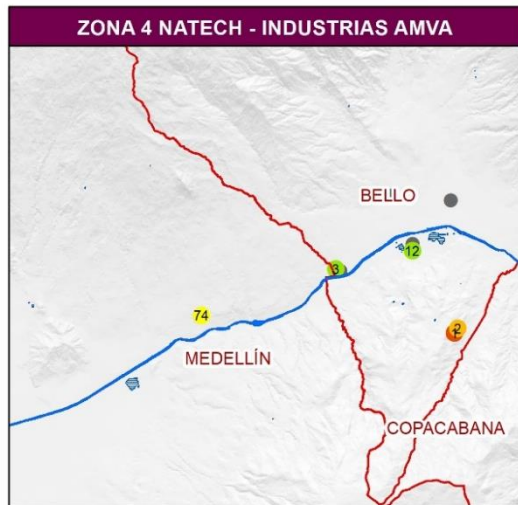 ZONA 4 NATECH - INDUSTRIAS AMVA
BELLO
12
3
74
2
MEDELLÍN
COPACABANA